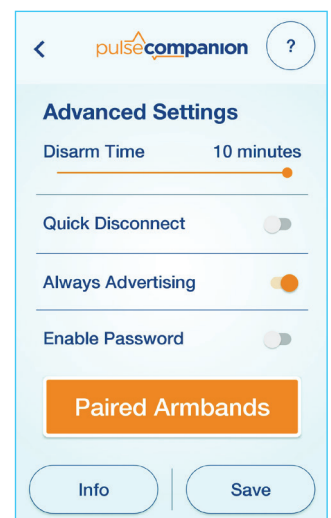 pulsecompanion
?
Advanced Settings
Disarm Time 10 minutes
Quick Disconnect
Always Advertising
Enable Password
Paired Armbands
Info Save